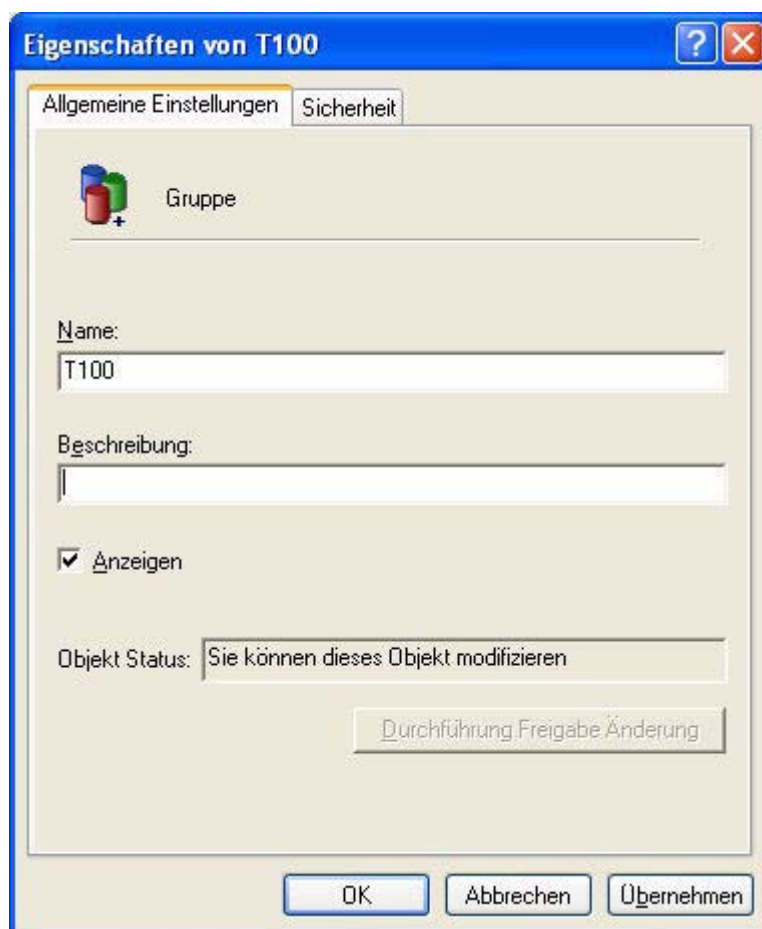 Eigenschaften von T100
Allgemeine Einstellungen Sicherheit
Gruppe
Name:
T100
Beschreibung:
Anzeigen
Objekt Status: Sie können dieses Objekt modifizieren
Durchführung Freigabe Änderung
OK Abbrechen Übernehmen